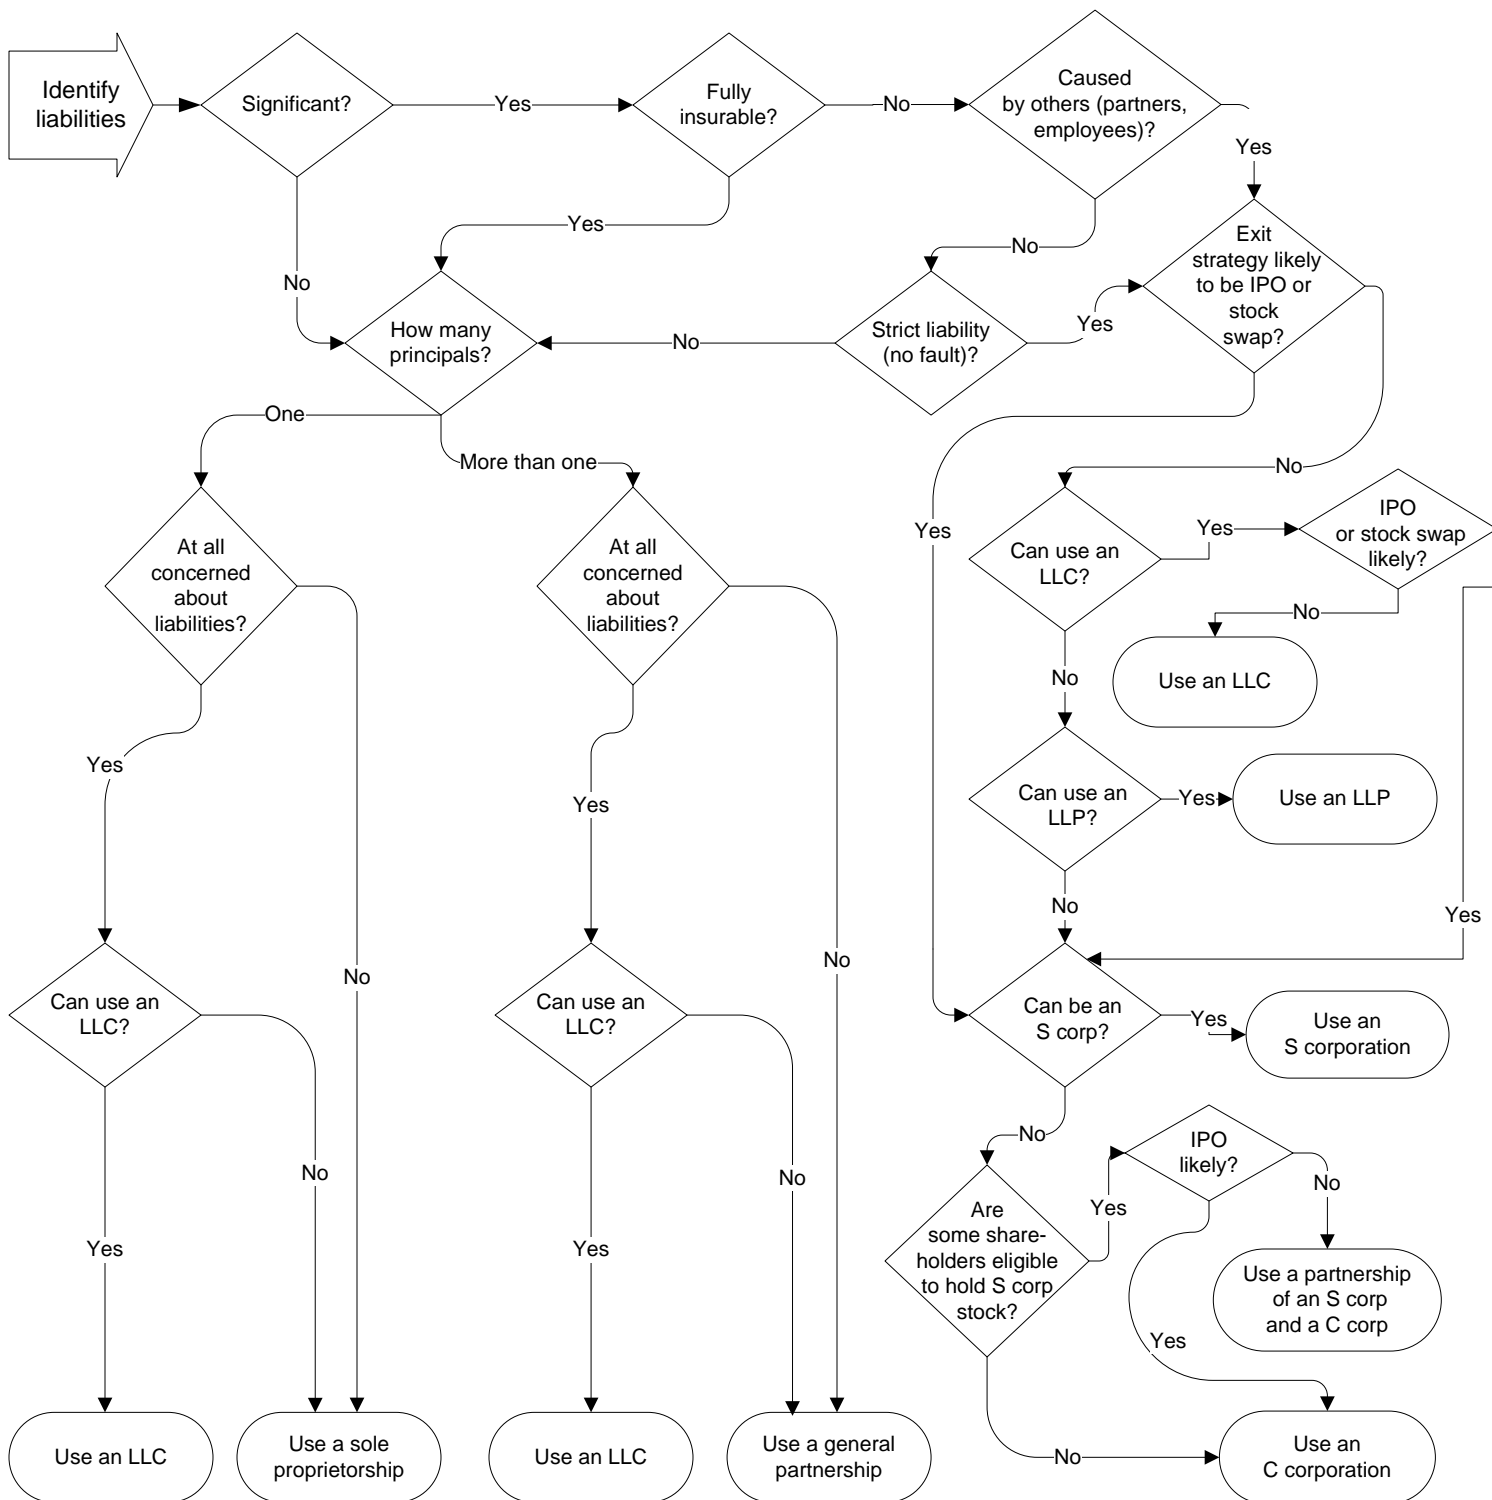 Identify
liabilities
Significant?
Yes
Fully
insurable?
No
Caused
by others (partners,
employees)?
Yes
Yes
No
No
Exit
strategy likely
to be IPO or
stock
swap?
How many
principals?
No
Strict liability
(no fault)?
Yes
One
More than one
No
Yes
At all
concerned
about
liabilities?
At all
concerned
about
liabilities?
Can use an
LLC?
Yes
IPO
or stock swap
likely?
No
Use an LLC
No
Yes
Yes
Can use an
LLP?
Yes
Use an LLP
No
Yes
No
No
Can use an
LLC?
Can use an
LLC?
Can be an
S corp?
Yes
Use an
S corporation
No
IPO
likely?
No
No
No
Yes
Are
some share-
holders eligible
to hold S corp
stock?
Yes
Yes
Use a partnership
of an S corp
and a C corp
Yes
Use an LLC
Use a sole
proprietorship
Use an LLC
Use a general
partnership
No
Use an
C corporation